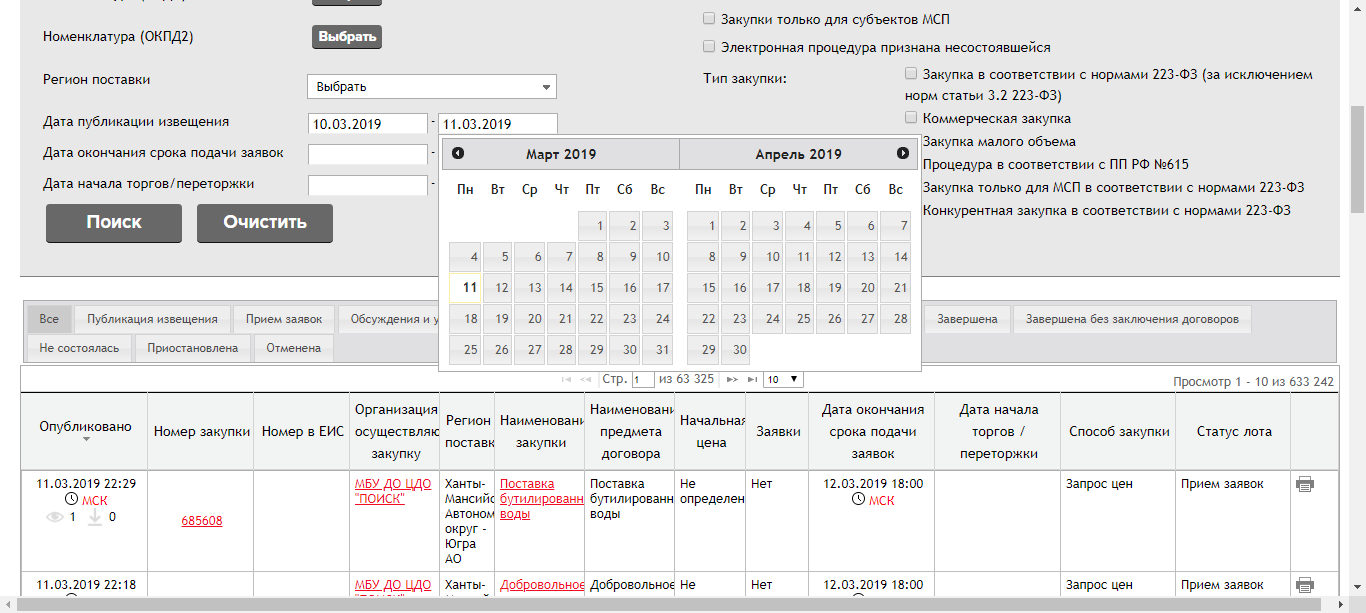 Выбрать
Закупки только для субъектов МСП
Номенклатура (ОКПД2)
Выбрать
Электронная процедура признана несостоявшейся
Регион поставки
Выбрать
Тип закупки:
Закупка в соответствии с нормами 223-ФЗ (за исключением
норм статьи 3.2 223-ФЗ)
Дата публикации извещения
10.03.2019 - 11.03.2019
Коммерческая закупка
Закупка малого объема
Дата окончания срока подачи заявок
-
Процедура в соответствии с ПП РФ №615
Дата начала торгов/переторжки
-
Закупка только для МСП в соответствии с нормами 223-ФЗ
Конкурентная закупка в соответствии с нормами 223-ФЗ
Поиск
Очистить
Март 2019
Пн Вт Ср Чт Пт Сб Вс
1 2 3
4 5 6 7 8 9 10
11 12 13 14 15 16 17
18 19 20 21 22 23 24
25 26 27 28 29 30 31
Апрель 2019
Пн Вт Ср Чт Пт Сб Вс
1 2 3 4 5 6 7
8 9 10 11 12 13 14
15 16 17 18 19 20 21
22 23 24 25 26 27 28
29 30
Все
Публикация извещения
Прием заявок
Обсуждения и у
Завершена
Завершена без заключения договоров
Не состоялась
Приостановлена
Отменена
Стр. 1 из 63 325
10
Просмотр 1 - 10 из 633 242
Опубликовано
Номер закупки
Номер в ЕИС
Организация
осуществляю
закупку
Регион
поставк
Наименовани
закупки
Наименовани
предмета
договора
Начальная
цена
Заявки
Дата окончания
срока подачи
заявок
Дата начала
торгов /
переторжки
Способ закупки
Статус лота
11.03.2019 22:29
МСК
1 0
685608
МБУ ДО ЦДО
"ПОИСК"
Ханты-
Мансийс
Автоном
округ -
Югра
АО
Поставка
бутилированн
воды
Поставка
бутилированн
воды
Не
определен
Нет
12.03.2019 18:00
МСК
Запрос цен
Прием заявок
11.03.2019 22:18
МБУ ДО ЦДО
Ханты-
Добровольное
Добровольное
Не
Нет
12.03.2019 18:00
Запрос цен
Прием заявок